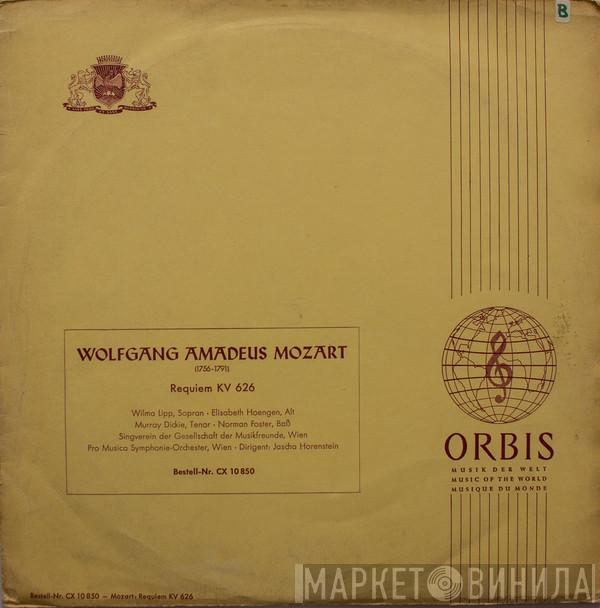 B
WOLFGANG AMADEUS MOZART
(1756-1791)
Requiem KV 626
Wilma Lipp, Sopran · Elisabeth Hoengen, Alt
Murray Dickie, Tenor · Norman Foster, Baß
Singverein der Gesellschaft der Musikfreunde, Wien
Pro Musica Symphonie-Orchester, Wien · Dirigent: Jascha Horenstein
Bestell-Nr. CX 10 850
ORBIS
MUSIK DER WELT
MUSIC OF THE WORLD
MUSIQUE DU MONDE
Bestell-Nr. CX 10 850 – Mozart: Requiem KV 626
МАРКЕТ ВИНИЛА